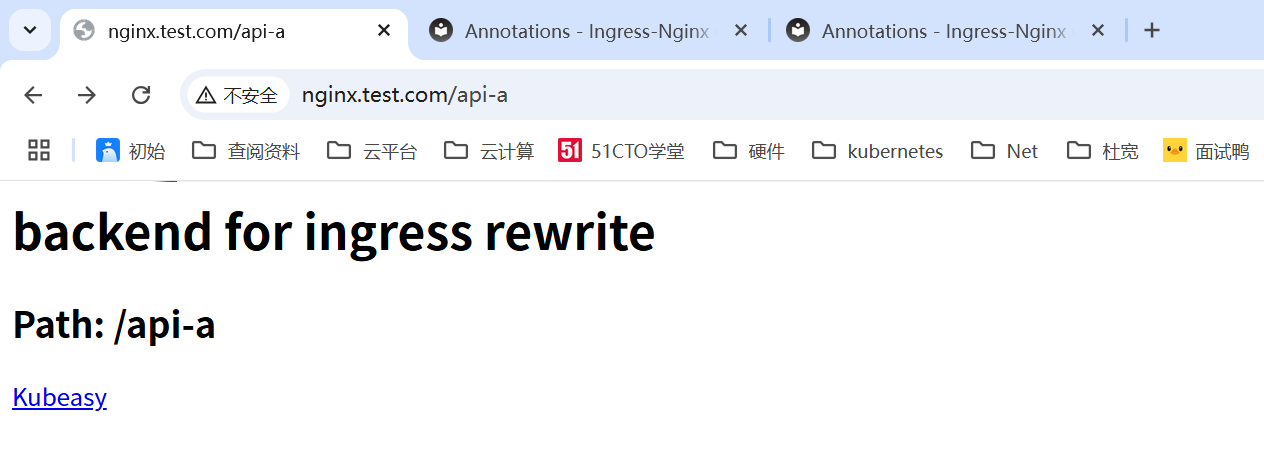 nginx.test.com/api-a Annotations - Ingress-Nginx Annotations - Ingress-Nginx
不安全 nginx.test.com/api-a
初始 查阅资料 云平台 云计算 51 51CTO学堂 硬件 kubernetes Net 杜宽 面试鸭
backend for ingress rewrite
Path: /api-a
Kubeasy